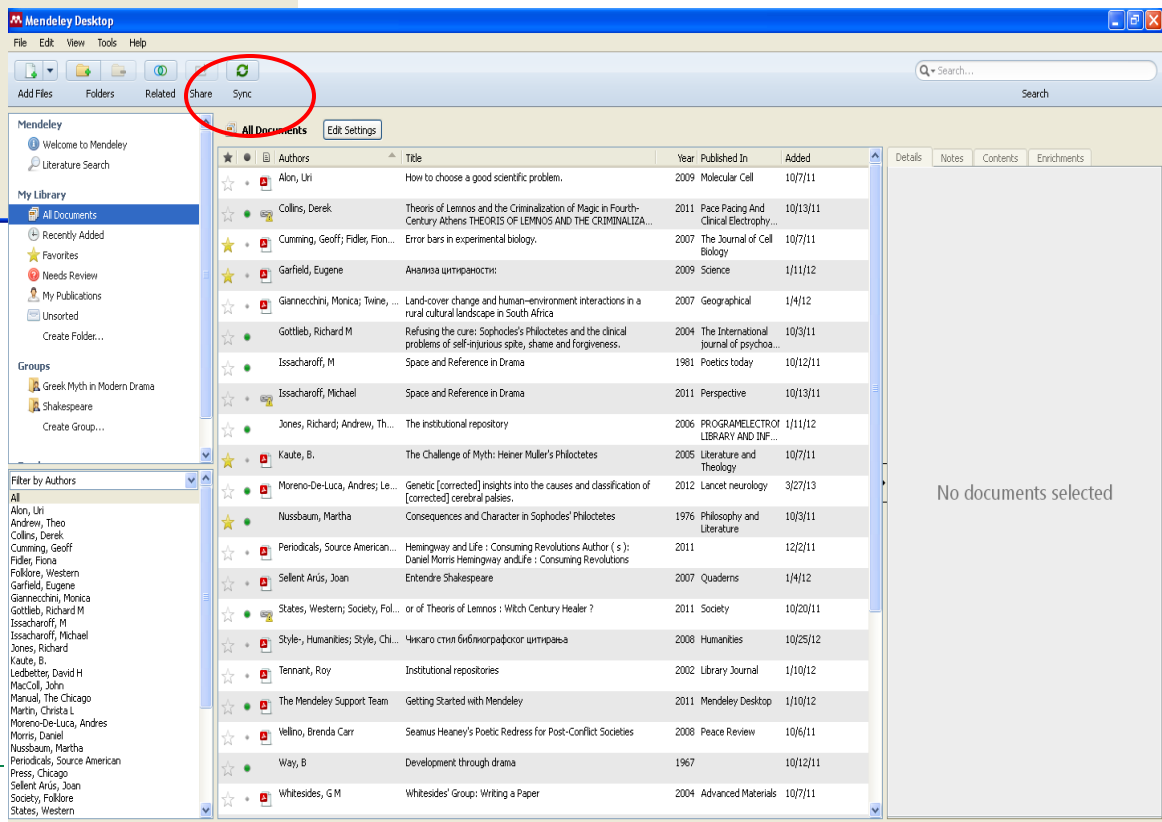 Mendeley Desktop
File Edit View Tools Help
Add Files Folders Related Share Sync
Search...
Search
Mendeley
Welcome to Mendeley
Literature Search
My Library
All Documents
Recently Added
Favorites
Needs Review
My Publications
Unsorted
Create Folder...
Groups
Greek Myth in Modern Drama
Shakespeare
Create Group...
Filter by Authors
All
Alon, Uri
Andrew, Theo
Collins, Derek
Cumming, Geoff
Fidler, Fiona
Folklore, Western
Garfield, Eugene
Giannecchini, Monica
Gottlieb, Richard M
Issacharoff, M
Issacharoff, Michael
Jones, Richard
Kaute, B.
Ledbetter, David H
MacColl, John
Manual, The Chicago
Martin, Christa L
Moreno-De-Luca, Andres
Morris, Daniel
Nussbaum, Martha
Periodicals, Source American
Press, Chicago
Sellent Arús, Joan
Society, Folklore
States, Western
All Documents Edit Settings
Authors Title Year Published In Added
Alon, Uri How to choose a good scientific problem. 2009 Molecular Cell 10/7/11
Collins, Derek Theoris of Lemnos and the Criminalization of Magic in Fourth- 2011 Pace Pacing And 10/13/11
Century Athens THEORIS OF LEMNOS AND THE CRIMINALIZA... Clinical Electrophy...
Cumming, Geoff; Fidler, Fion... Error bars in experimental biology. 2007 The Journal of Cell 10/7/11
Biology
Garfield, Eugene Анализа цитираности: 2009 Science 1/11/12
Giannecchini, Monica; Twine, ... Land-cover change and human–environment interactions in a 2007 Geographical 1/4/12
rural cultural landscape in South Africa
Gottlieb, Richard M Refusing the cure: Sophocles's Philoctetes and the clinical 2004 The International 10/3/11
problems of self-injurious spite, shame and forgiveness. journal of psychoa...
Issacharoff, M Space and Reference in Drama 1981 Poetics today 10/12/11
Issacharoff, Michael Space and Reference in Drama 2011 Perspective 10/13/11
Jones, Richard; Andrew, Th... The institutional repository 2006 PROGRAMELECTRON 1/11/12
LIBRARY AND INF...
Kaute, B. The Challenge of Myth: Heiner Muller's Philoctetes 2005 Literature and 10/7/11
Theology
Moreno-De-Luca, Andres; Le... Genetic [corrected] insights into the causes and classification of 2012 Lancet neurology 3/27/13
[corrected] cerebral palsies.
Nussbaum, Martha Consequences and Character in Sophocles' Philoctetes 1976 Philosophy and 10/3/11
Literature
Periodicals, Source American... Hemingway and Life : Consuming Revolutions Author ( s ): 2011 12/2/11
Daniel Morris Hemingway andLife : Consuming Revolutions
Sellent Arús, Joan Entendre Shakespeare 2007 Quaderns 1/4/12
States, Western; Society, Fol... or of Theoris of Lemnos : Witch Century Healer ? 2011 Society 10/20/11
Style-, Humanities; Style, Chi... Чикаго стил библиографског цитирања 2008 Humanities 10/25/12
Tennant, Roy Institutional repositories 2002 Library Journal 1/10/12
The Mendeley Support Team Getting Started with Mendeley 2011 Mendeley Desktop 1/10/12
Vellino, Brenda Carr Seamus Heaney's Poetic Redress for Post-Conflict Societies 2008 Peace Review 10/6/11
Way, B Development through drama 1967 10/12/11
Whitesides, G M Whitesides' Group: Writing a Paper 2004 Advanced Materials 10/7/11
Details Notes Contents Enrichments
No documents selected